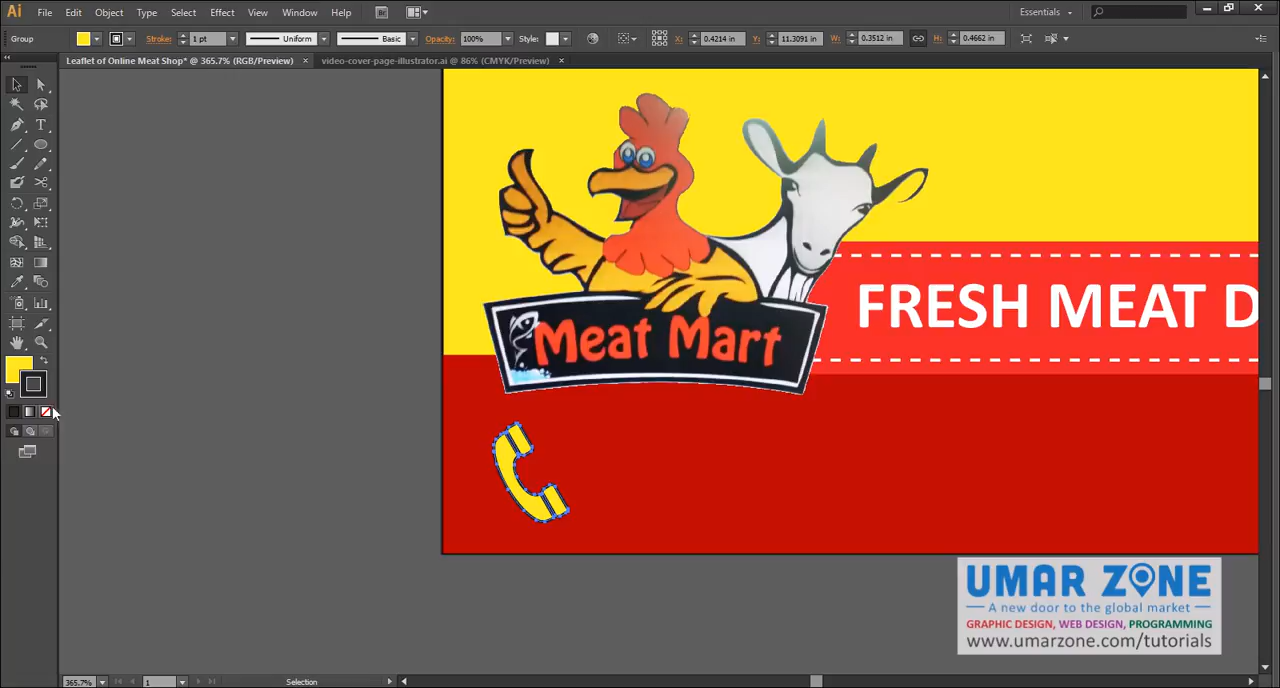 Ai File Edit Object Type Select Effect View Window Help Br Essentials
Group Stroke: 1 pt Uniform Basic Opacity: 100% Style: X: 0.4214 in Y: 11.3091 in W: 0.3512 in H: 0.4662 in
Leaflet of Online Meat Shop* @ 365.7% (RGB/Preview) × video-cover-page-illustrator.ai @ 86% (CMYK/Preview) ×
T
FRESH MEAT D
Meat Mart
UMAR ZONE
A new door to the global market
GRAPHIC DESIGN, WEB DESIGN, PROGRAMMING
www.umarzone.com/tutorials
365.7% 1 Selection